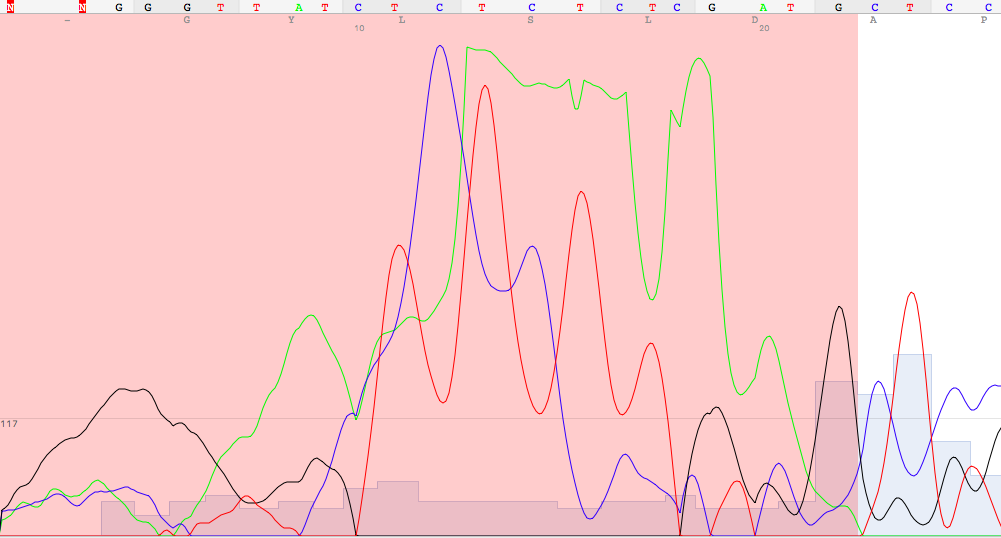 N N G G G T T A T C T C T C T C T C G A T G C T C C
– G Y L S L D A P
10 20
117